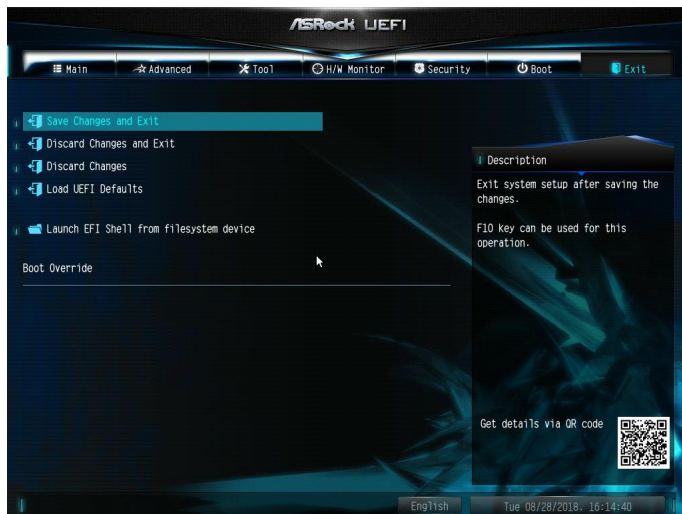 ASRock UEFI
Main Advanced Tool H/W Monitor Security Boot Exit
Save Changes and Exit
Discard Changes and Exit
Discard Changes
Load UEFI Defaults
Launch EFI Shell from filesystem device
Boot Override
Description
Exit system setup after saving the
changes.
F10 key can be used for this
operation.
Get details via QR code
English
Tue 08/28/2018. 16:14:40